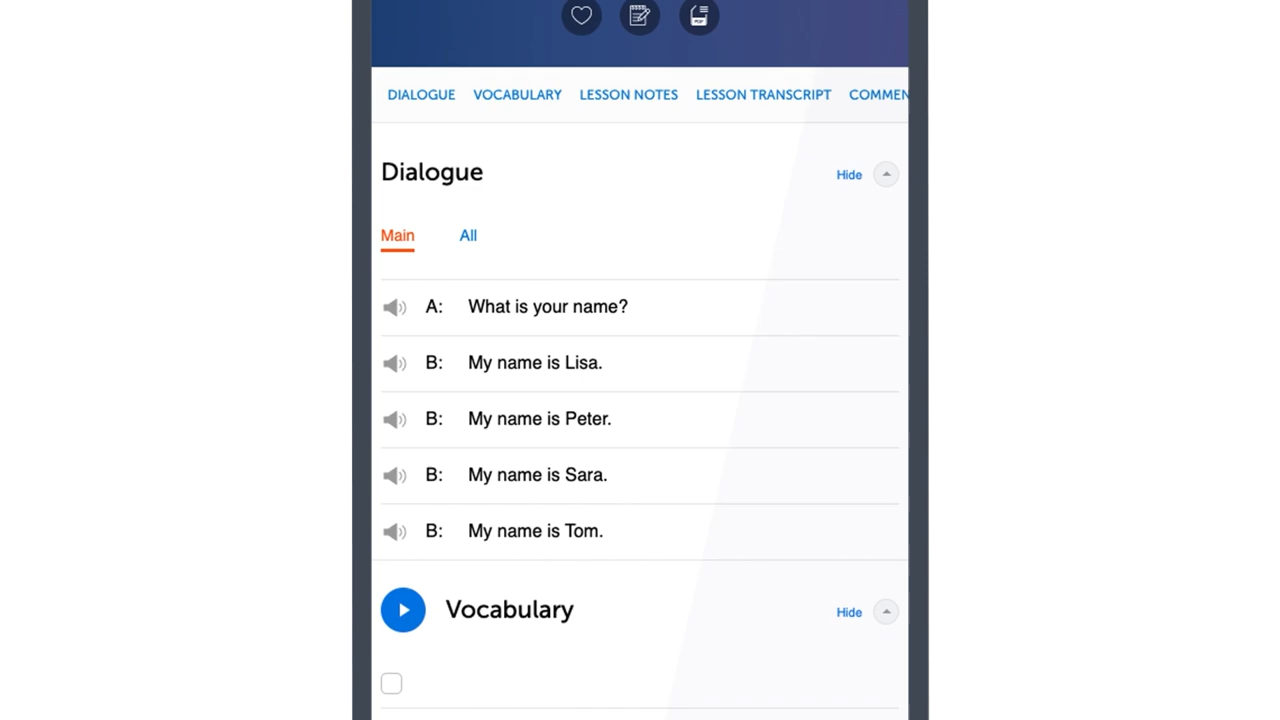 DIALOGUE VOCABULARY LESSON NOTES LESSON TRANSCRIPT COMMEN
Dialogue Hide
Main All
A: What is your name?
B: My name is Lisa.
B: My name is Peter.
B: My name is Sara.
B: My name is Tom.
Vocabulary Hide